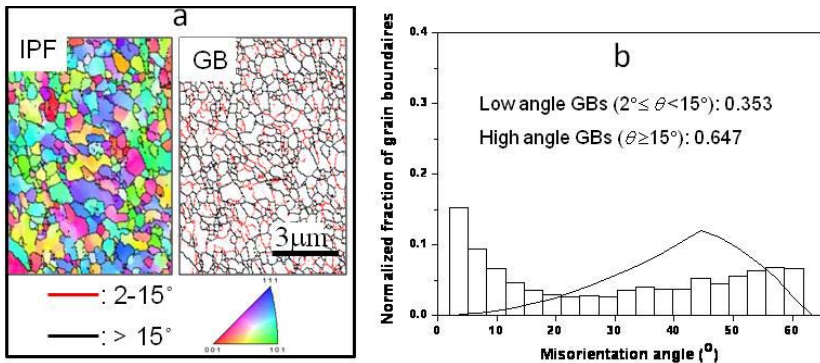 a
IPF
GB
3μm
: 2-15°
: > 15°
111
001
101
b
Low angle GBs (2°≤ θ<15°): 0.353
High angle GBs (θ≥15°): 0.647
Normalized fraction of grain boundaires
0.4
0.3
0.2
0.1
0.0
0
10
20
30
40
50
60
Misorientation angle (°)